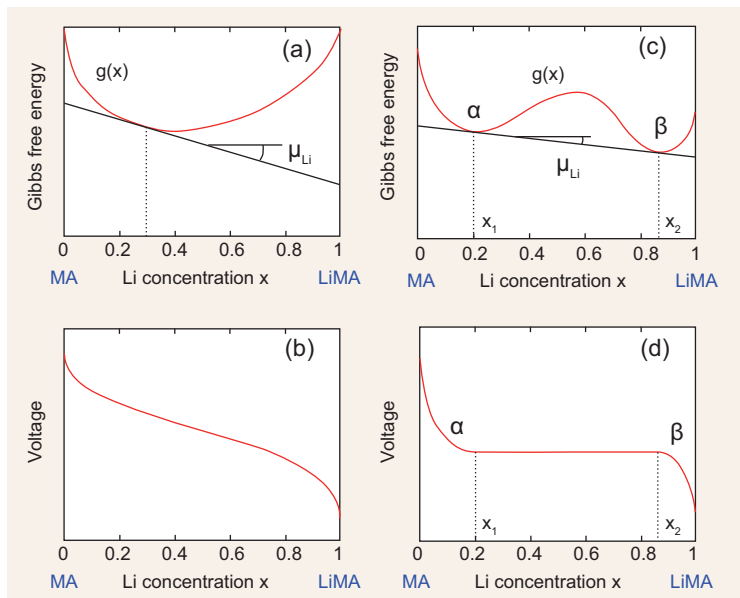 (a)
g(x)
μLi
Gibbs free energy
0 0.2 0.4 0.6 0.8 1
MA Li concentration x LiMA
(c)
g(x)
α
β
μLi
x1
x2
Gibbs free energy
0 0.2 0.4 0.6 0.8 1
MA Li concentration x LiMA
(b)
Voltage
0 0.2 0.4 0.6 0.8 1
MA Li concentration x LiMA
(d)
α
β
x1
x2
Voltage
0 0.2 0.4 0.6 0.8 1
MA Li concentration x LiMA